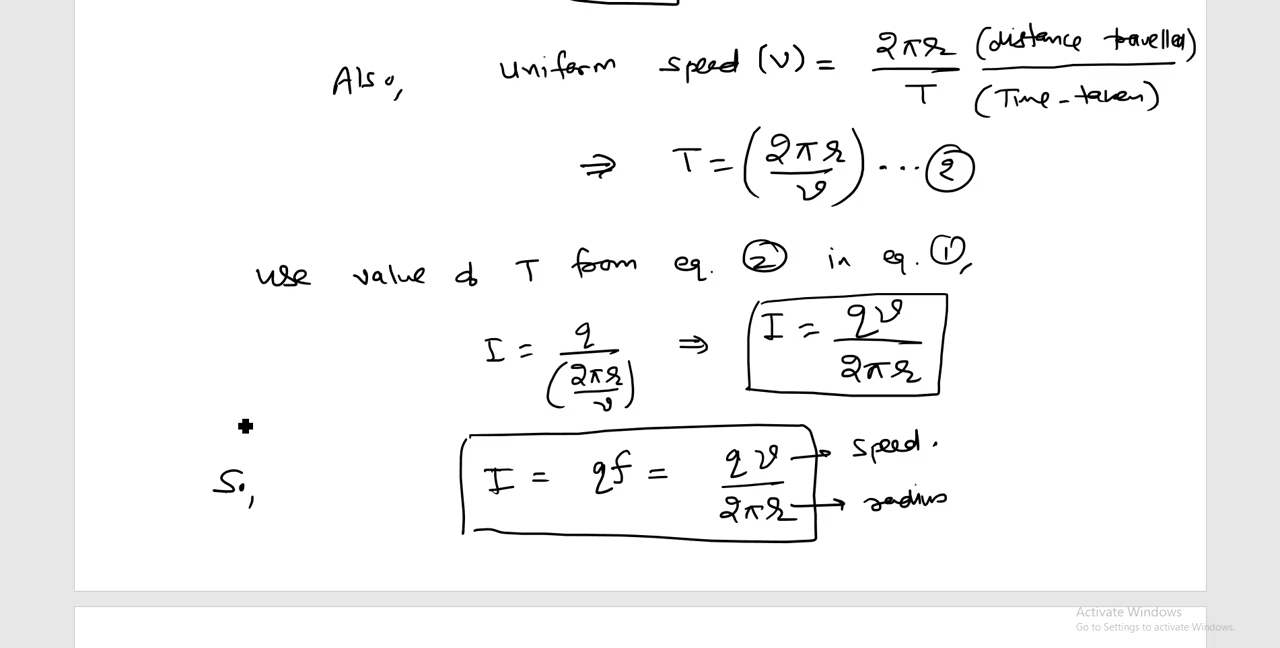 Also, Uniform speed (v) = 2πr/T (distance travelled)/(Time-taken)
⇒ T = (2πr/v) ... ②
use value of T from eq. ② in eq. ①,
I = q/(2πr/v) ⇒ I = qv/2πr
So, I = qf = qv/2πr → speed. → radius
Activate Windows
Go to Settings to activate Windows.